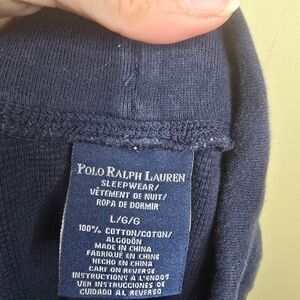 POLO RALPH LAUREN
SLEEPWEAR/
VÊTEMENT DE NUIT/
ROPA DE DORMIR
L/G/G
100% COTTON/COTON/
ALGODÓN
MADE IN CHINA
FABRIQUÉ EN CHINE
HECHO EN CHINA
CARE ON REVERSE
INSTRUCTIONS À L'ENDOS
VER INSTRUCCIONES DE
CUIDADO AL REVERSO